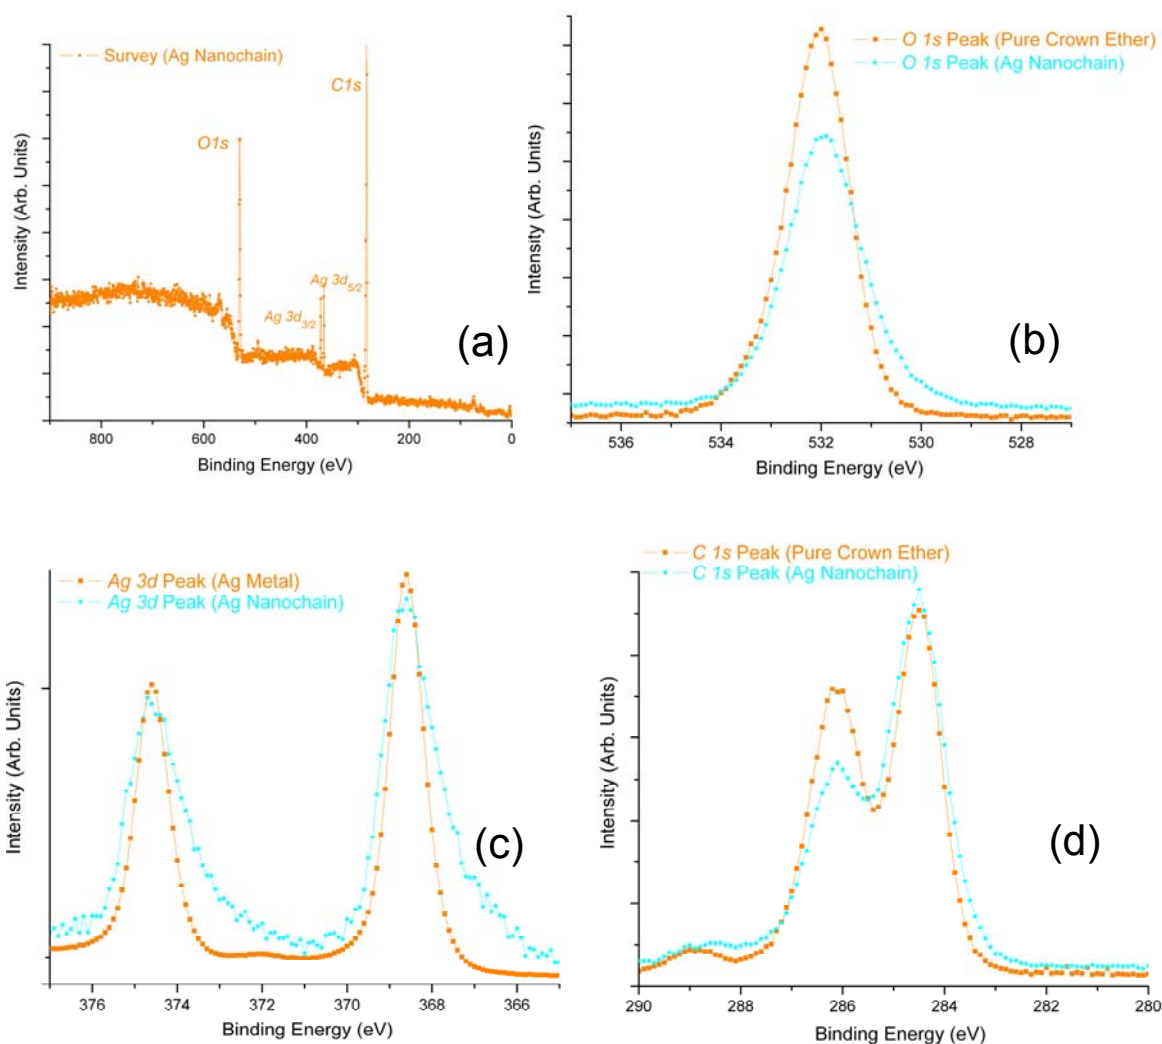 Survey (Ag Nanochain)
C1s
O1s
Ag 3d5/2
Ag 3d3/2
(a)
Intensity (Arb. Units)
800 600 400 200 0
Binding Energy (eV)
O 1s Peak (Pure Crown Ether)
O 1s Peak (Ag Nanochain)
(b)
Intensity (Arb. Units)
536 534 532 530 528
Binding Energy (eV)
Ag 3d Peak (Ag Metal)
Ag 3d Peak (Ag Nanochain)
(c)
Intensity (Arb. Units)
376 374 372 370 368 366
Binding Energy (eV)
C 1s Peak (Pure Crown Ether)
C 1s Peak (Ag Nanochain)
(d)
Intensity (Arb. Units)
290 288 286 284 282 280
Binding Energy (eV)